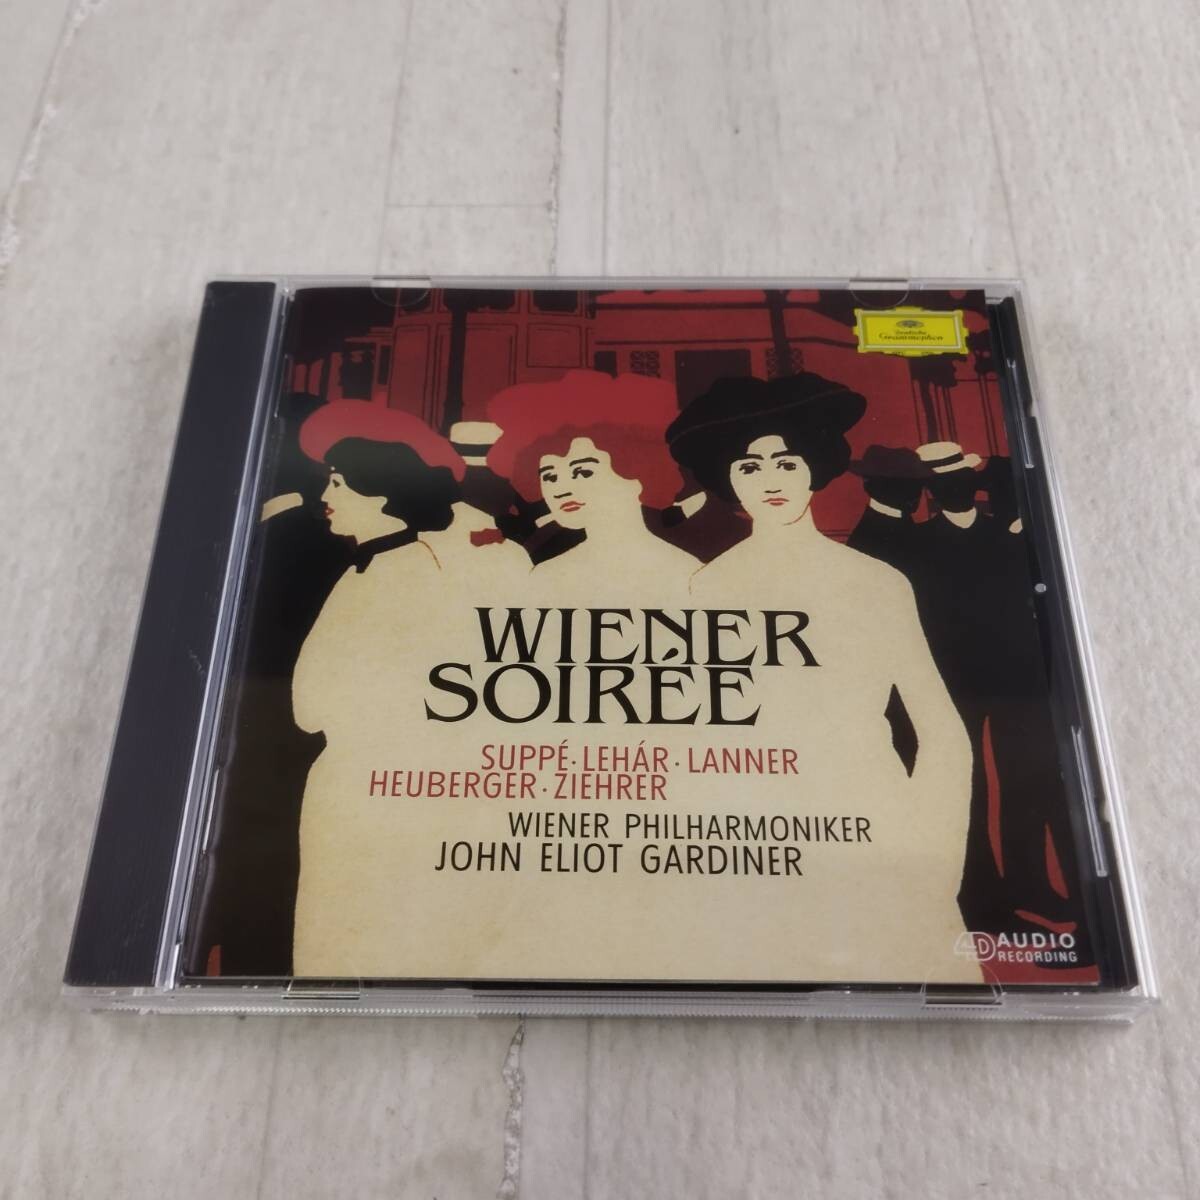 Deutsche
Grammophon
WIENER
SOIRÉE
SUPPÉ · LEHÁR · LANNER
HEUBERGER · ZIEHRER
WIENER PHILHARMONIKER
JOHN ELIOT GARDINER
4D AUDIO
RECORDING